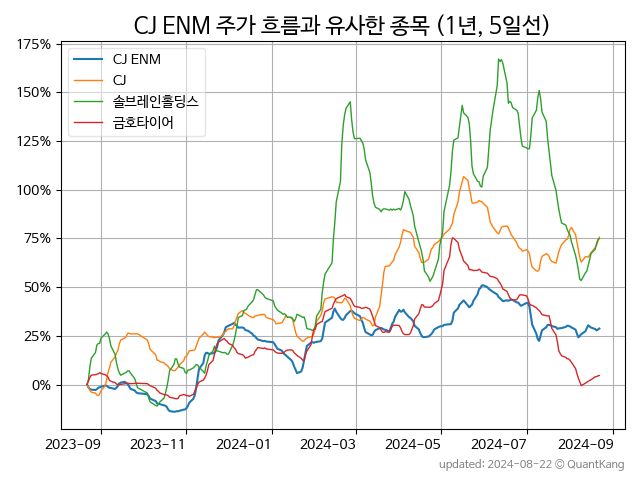 CJ ENM 주가 흐름과 유사한 종목 (1년, 5일선)
175%
150%
125%
100%
75%
50%
25%
0%
CJ ENM
CJ
솔브레인홀딩스
금호타이어
2023-09
2023-11
2024-01
2024-03
2024-05
2024-07
2024-09
updated: 2024-08-22 © QuantKang